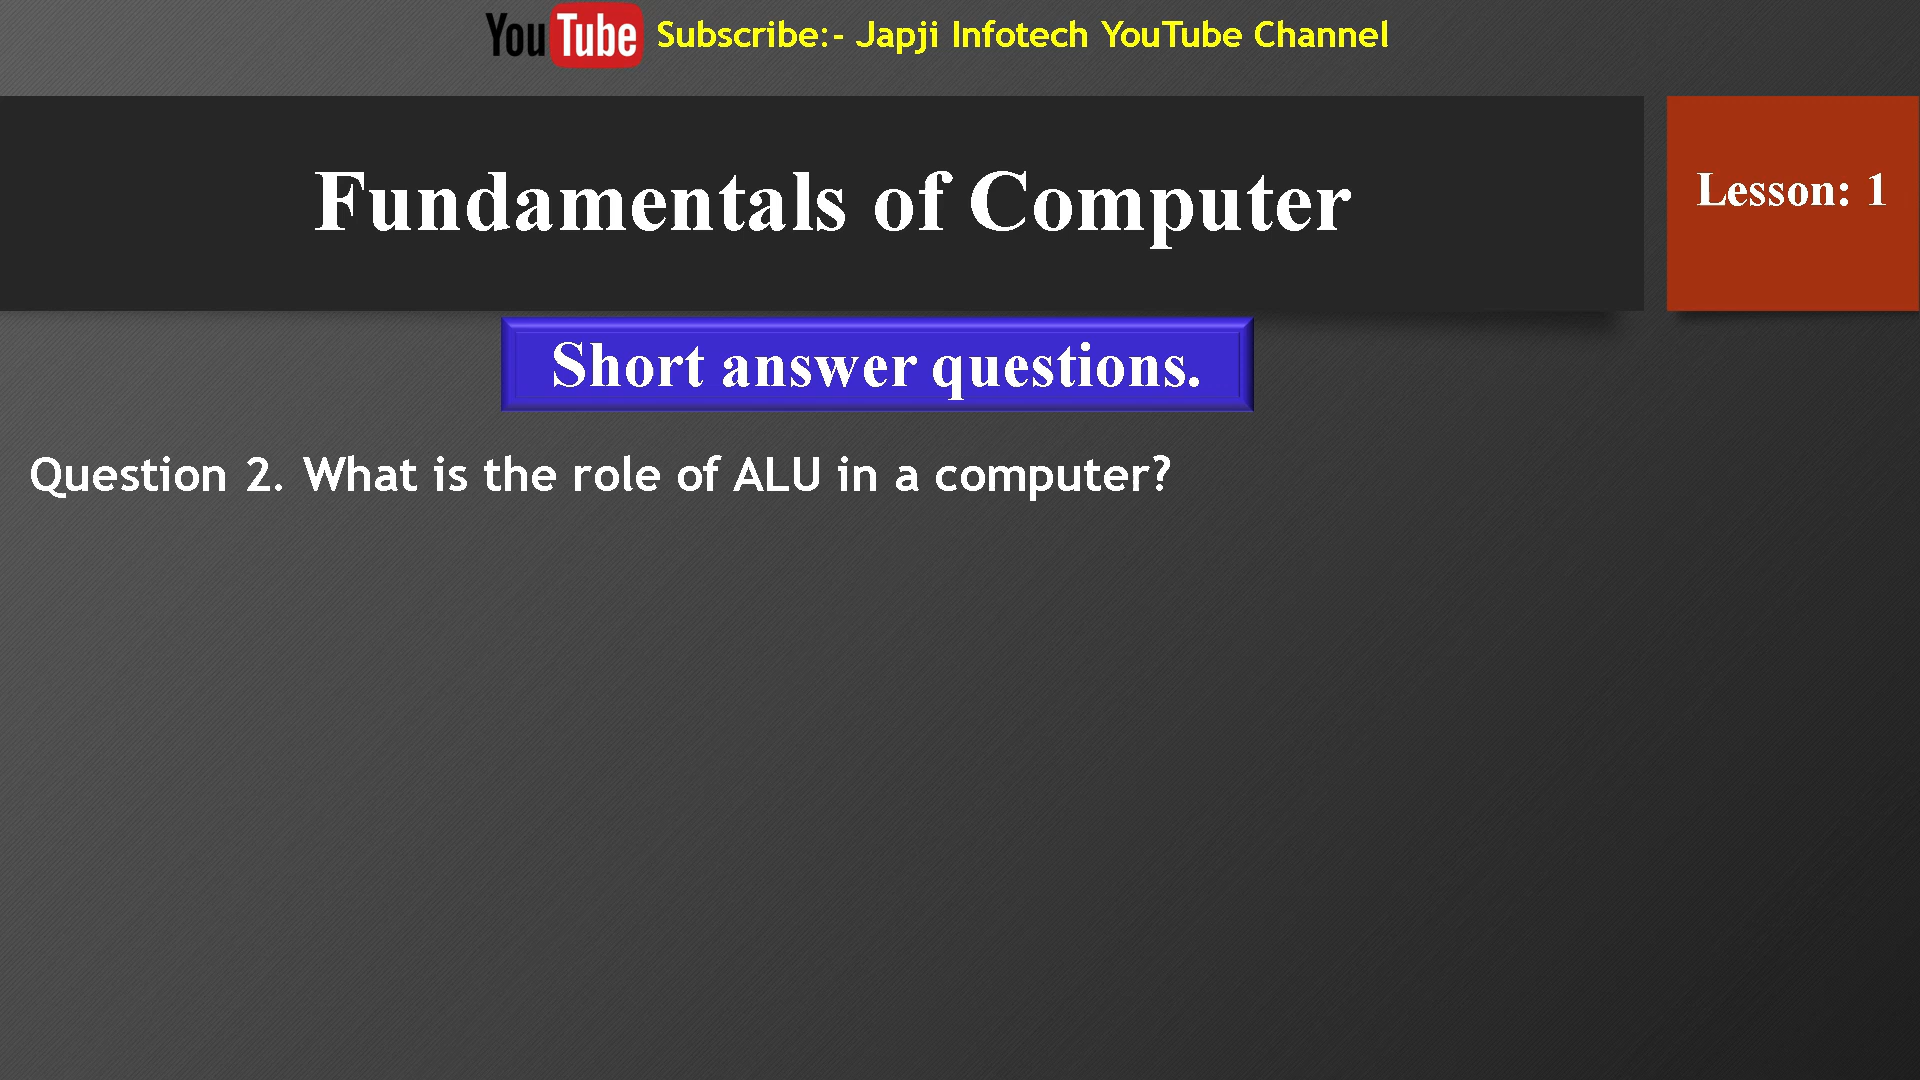 YouTube Subscribe:- Japji Infotech YouTube Channel
Fundamentals of Computer
Lesson: 1
Short answer questions.
Question 2. What is the role of ALU in a computer?